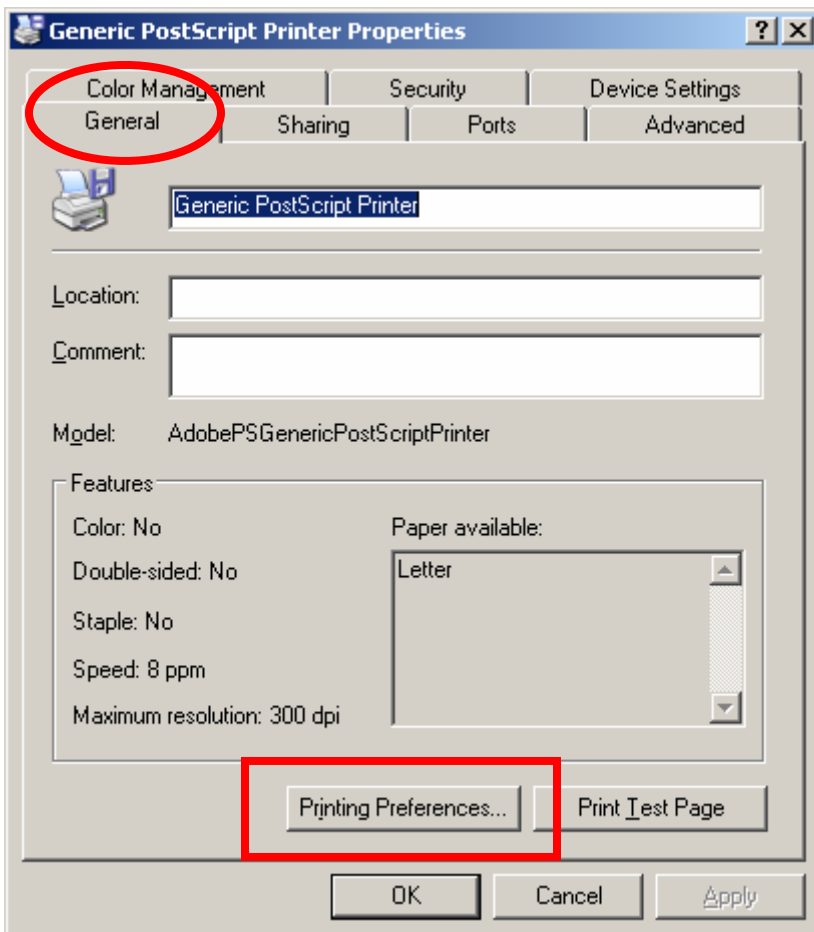 Generic PostScript Printer Properties
Color Management Security Device Settings
General Sharing Ports Advanced
Generic PostScript Printer
Location:
Comment:
Model: AdobePSGenericPostScriptPrinter
Features
Color: No Paper available:
Double-sided: No Letter
Staple: No
Speed: 8 ppm
Maximum resolution: 300 dpi
Printing Preferences... Print Test Page
OK Cancel Apply